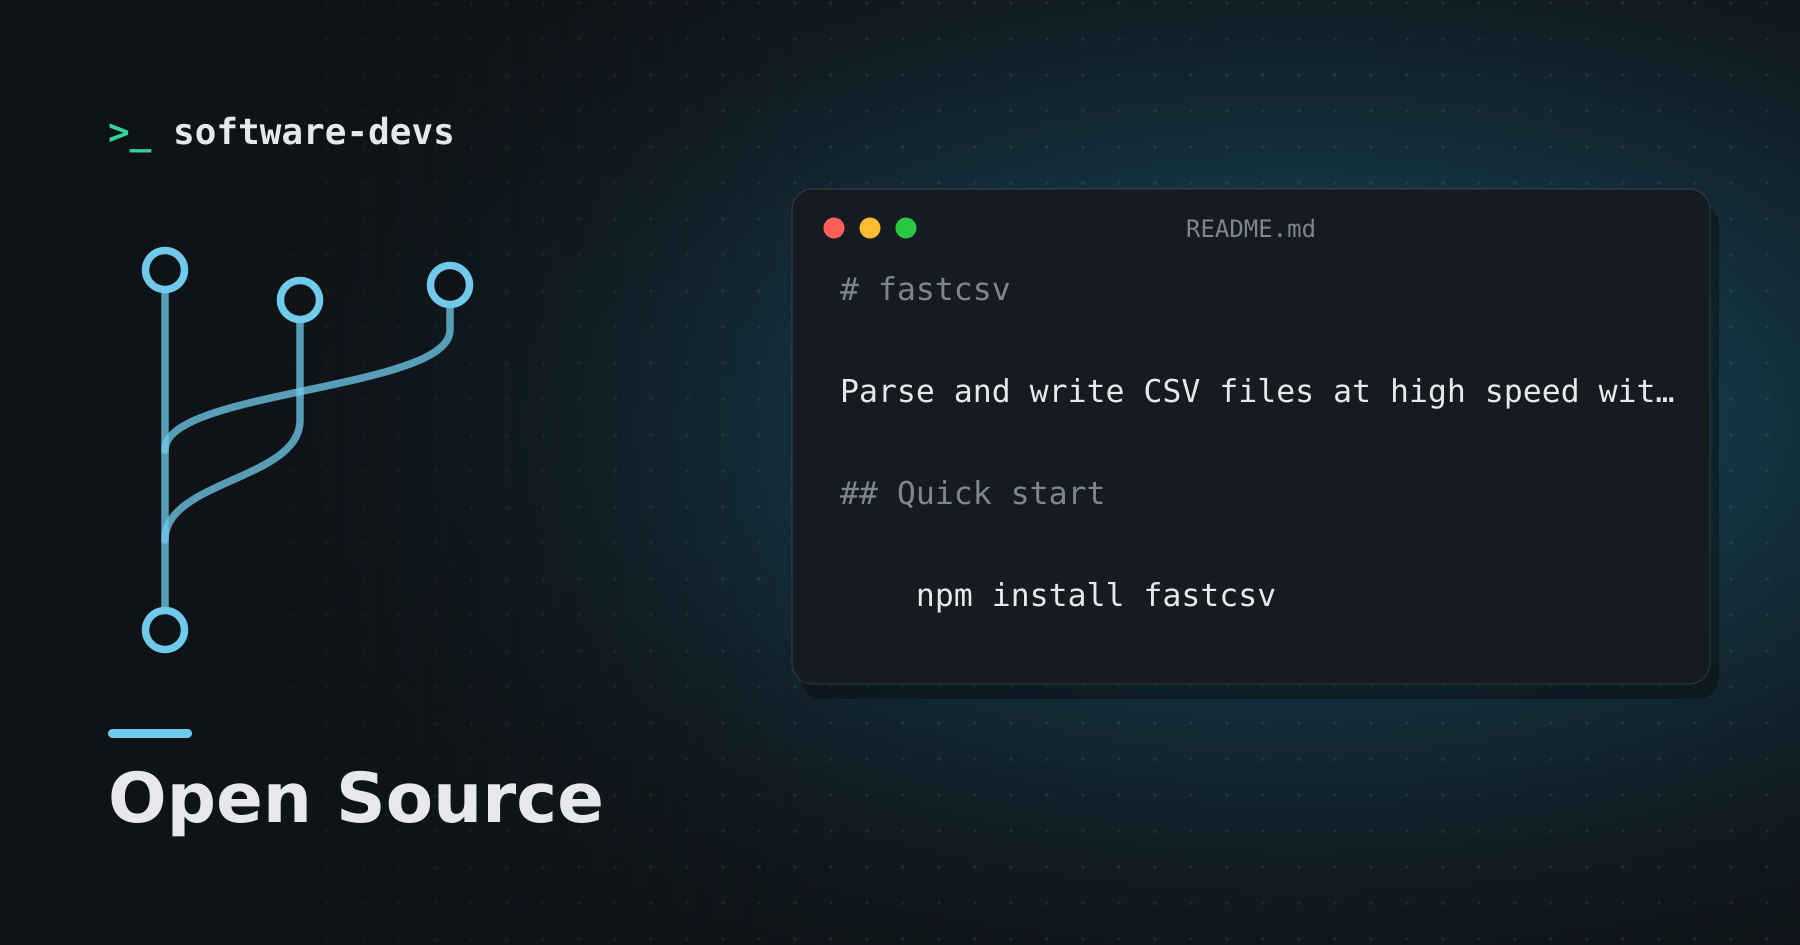 >_ software-devs
README.md
# fastcsv
Parse and write CSV files at high speed wit…
## Quick start
npm install fastcsv
Open Source